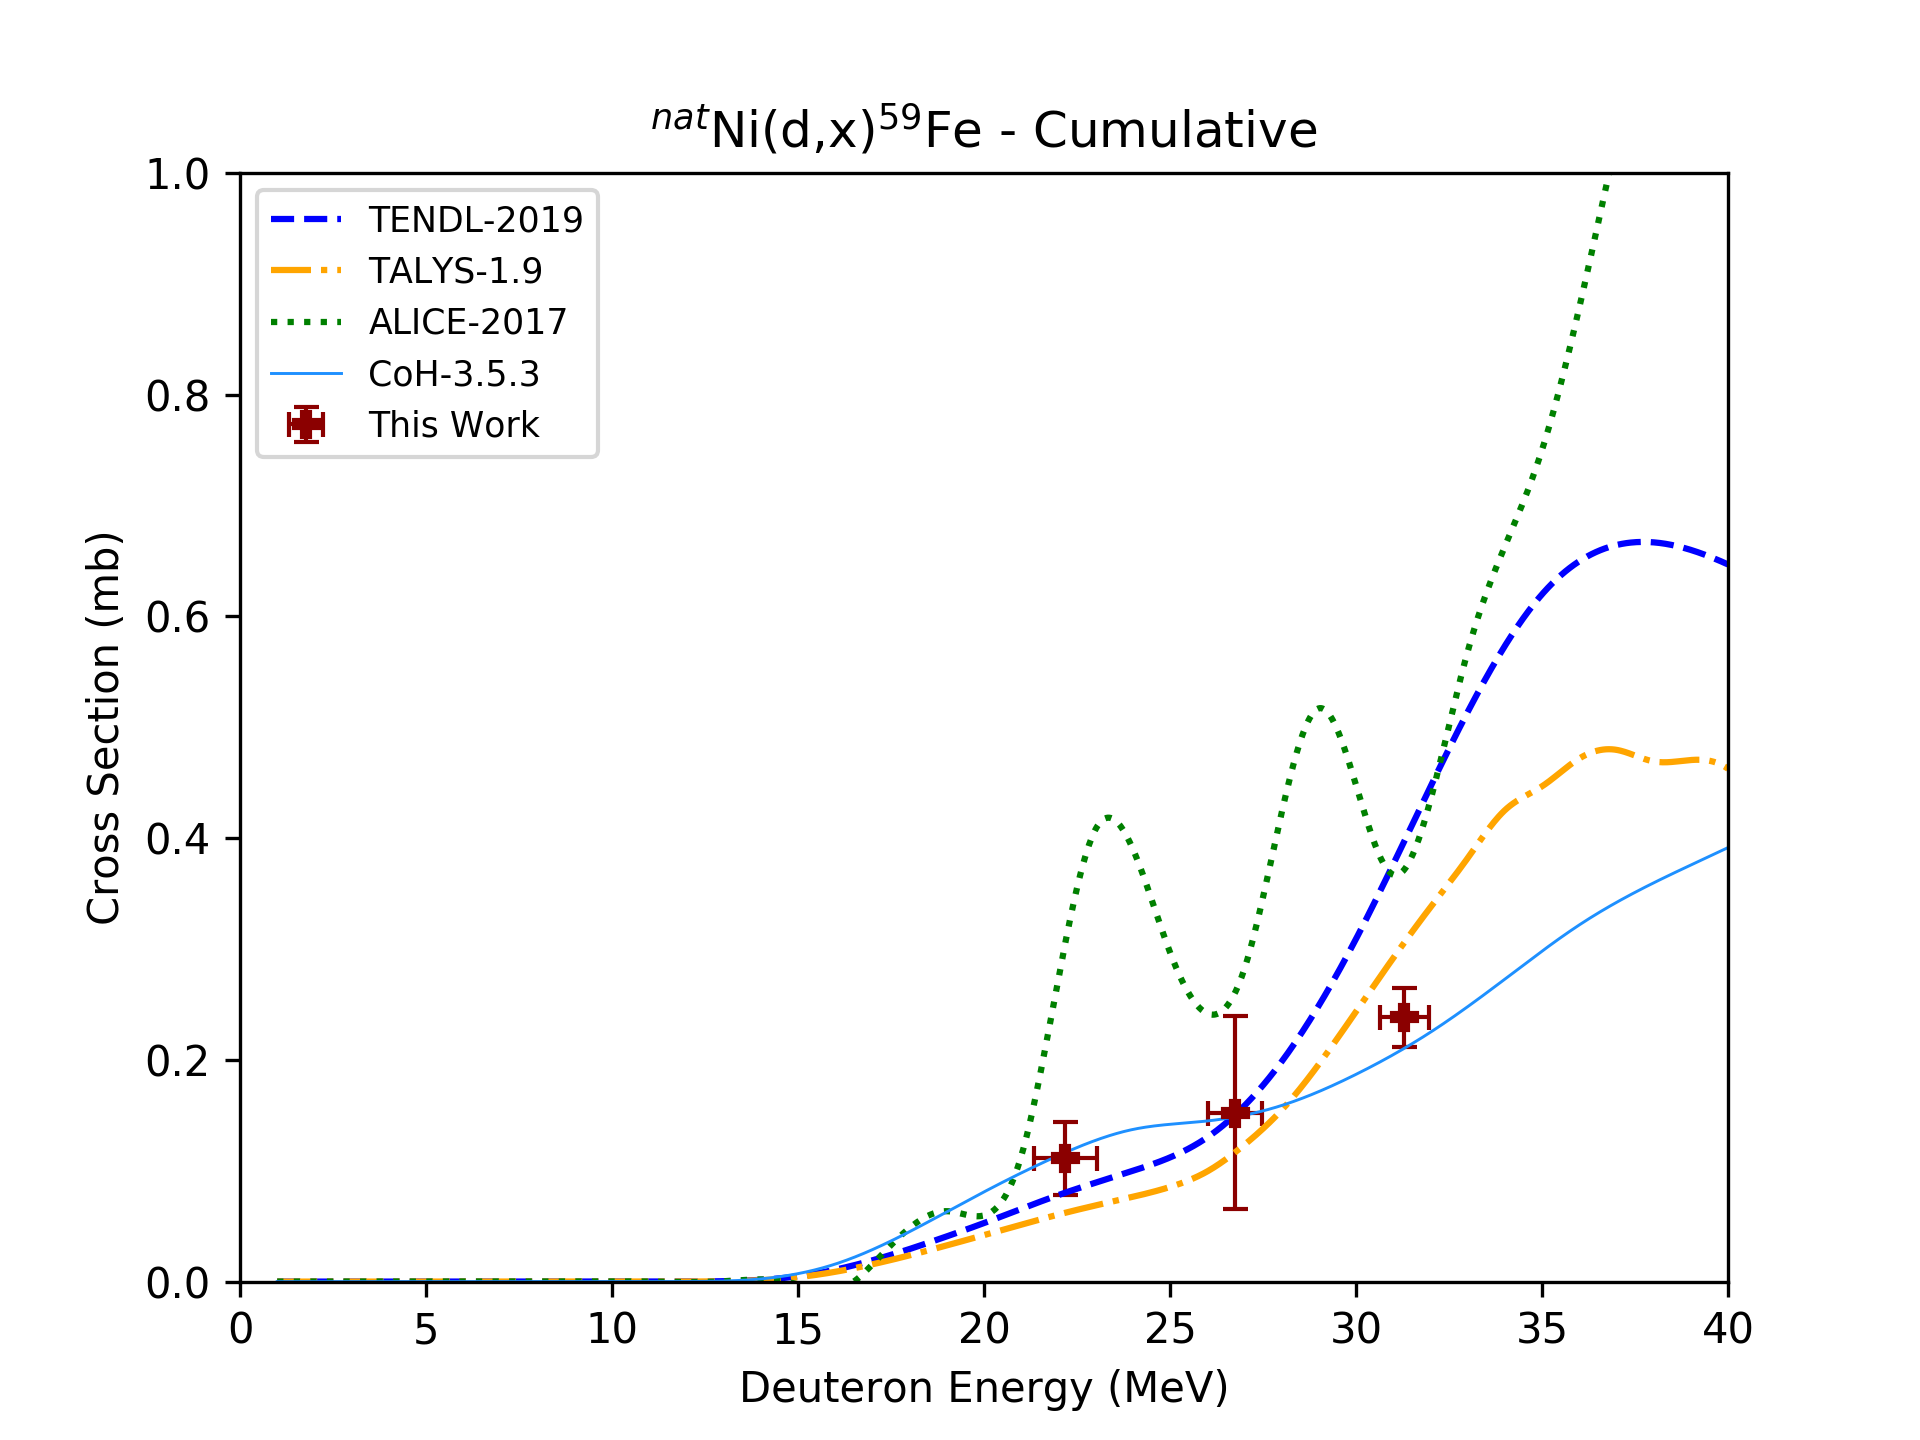 natNi(d,x)59Fe - Cumulative
1.0
0.8
0.6
0.4
0.2
0.0
Cross Section (mb)
TENDL-2019
TALYS-1.9
ALICE-2017
CoH-3.5.3
This Work
0 5 10 15 20 25 30 35 40
Deuteron Energy (MeV)